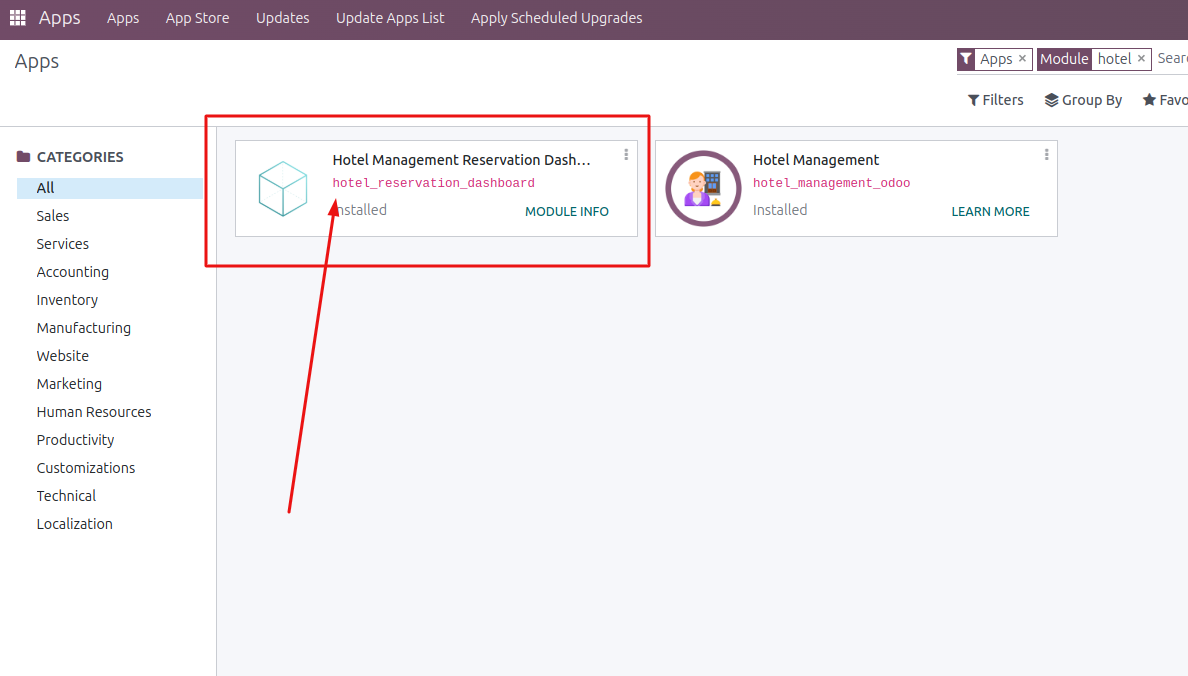 Apps Apps App Store Updates Update Apps List Apply Scheduled Upgrades
Apps
Apps × Module hotel ×
Filters Group By
CATEGORIES
All
Sales
Services
Accounting
Inventory
Manufacturing
Website
Marketing
Human Resources
Productivity
Customizations
Technical
Localization
Hotel Management Reservation Dash...
hotel_reservation_dashboard
Installed MODULE INFO
Hotel Management
hotel_management_odoo
Installed LEARN MORE